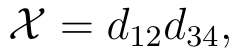 𝒳 = d₁₂d₃₄,